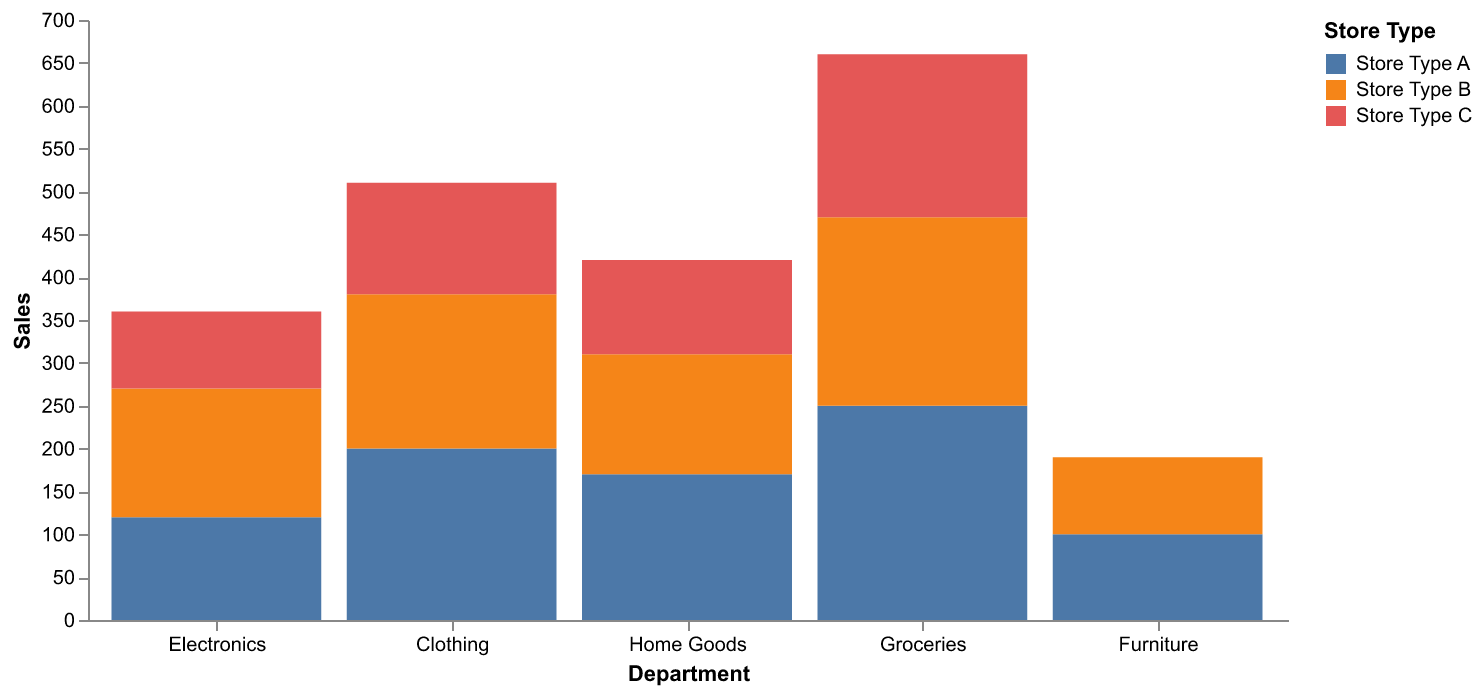 700
650
600
550
500
450
400
350
300
250
200
150
100
50
0
Sales
Electronics
Clothing
Home Goods
Groceries
Furniture
Department
Store Type
Store Type A
Store Type B
Store Type C